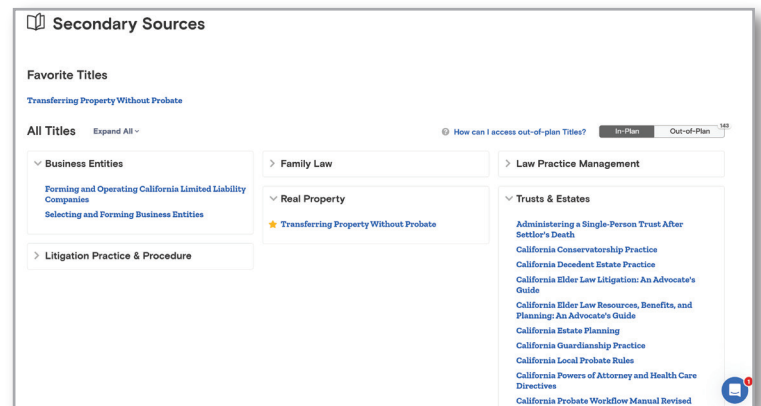 Secondary Sources
Favorite Titles
Transferring Property Without Probate
All Titles
Expand All
How can I access out-of-plan Titles?
In-Plan
Out-of-Plan
143
Business Entities
Forming and Operating California Limited Liability
Companies
Selecting and Forming Business Entities
Litigation Practice & Procedure
Family Law
Real Property
Transferring Property Without Probate
Law Practice Management
Trusts & Estates
Administering a Single-Person Trust After
Settlor's Death
California Conservatorship Practice
California Decedent Estate Practice
California Elder Law Litigation: An Advocate's
Guide
California Elder Law Resources, Benefits, and
Planning: An Advocate's Guide
California Estate Planning
California Guardianship Practice
California Local Probate Rules
California Powers of Attorney and Health Care
Directives
California Probate Workflow Manual Revised
1